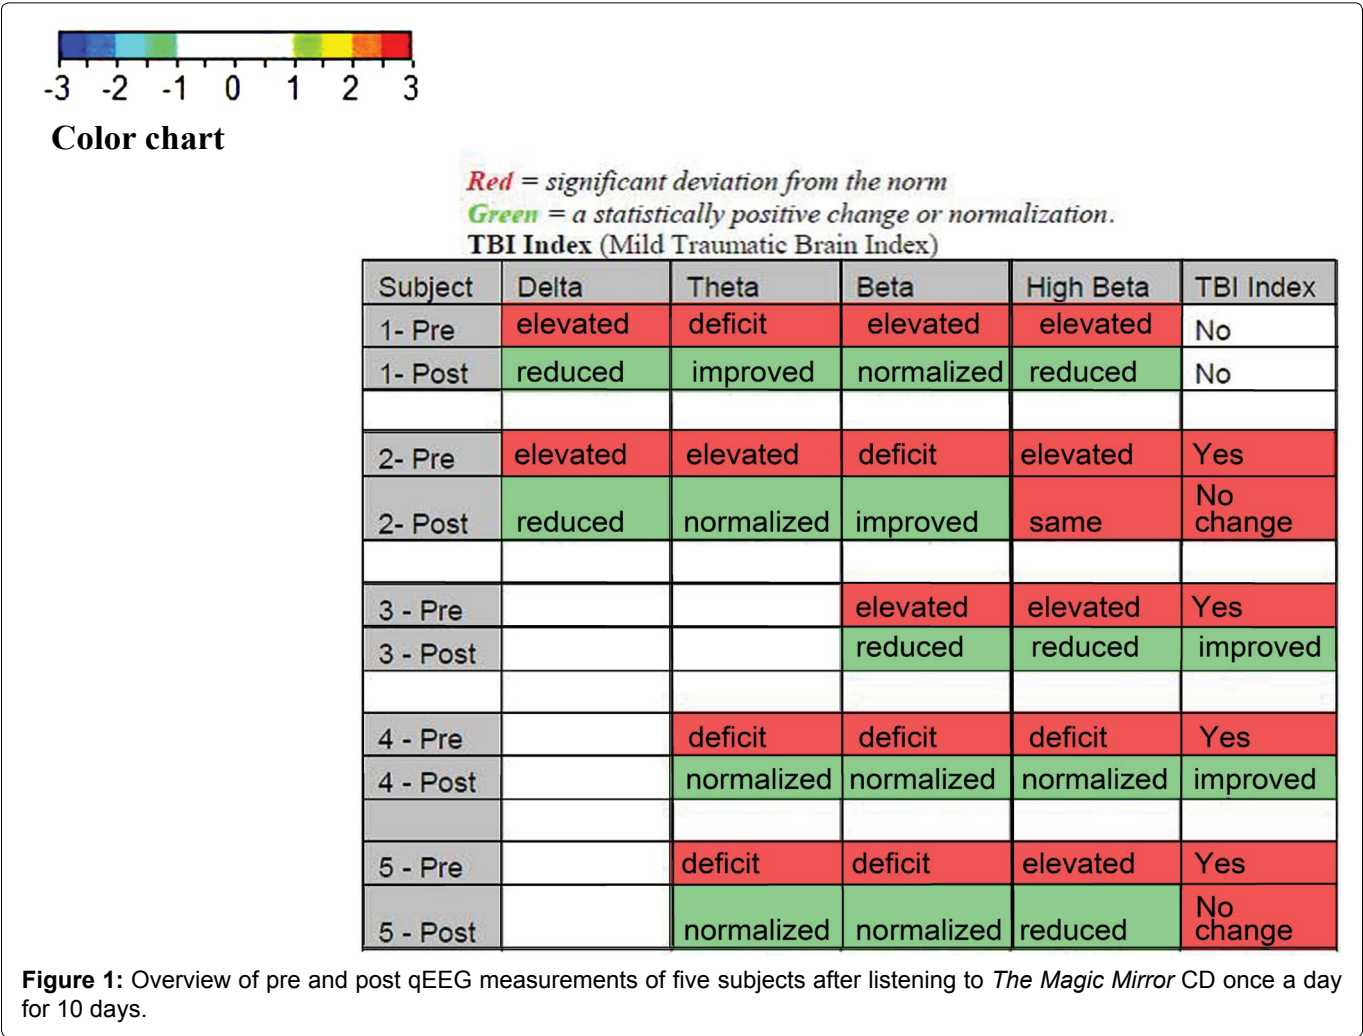 -3 -2 -1 0 1 2 3
Color chart
Red = significant deviation from the norm
Green = a statistically positive change or normalization.
TBI Index (Mild Traumatic Brain Index)
Subject Delta Theta Beta High Beta TBI Index
1- Pre elevated deficit elevated elevated No
1- Post reduced improved normalized reduced No
2- Pre elevated elevated deficit elevated Yes
2- Post reduced normalized improved same No change
3 - Pre elevated elevated Yes
3 - Post reduced reduced improved
4 - Pre deficit deficit deficit Yes
4 - Post normalized normalized normalized improved
5 - Pre deficit deficit elevated Yes
5 - Post normalized normalized reduced No change
Figure 1: Overview of pre and post qEEG measurements of five subjects after listening to The Magic Mirror CD once a day
for 10 days.